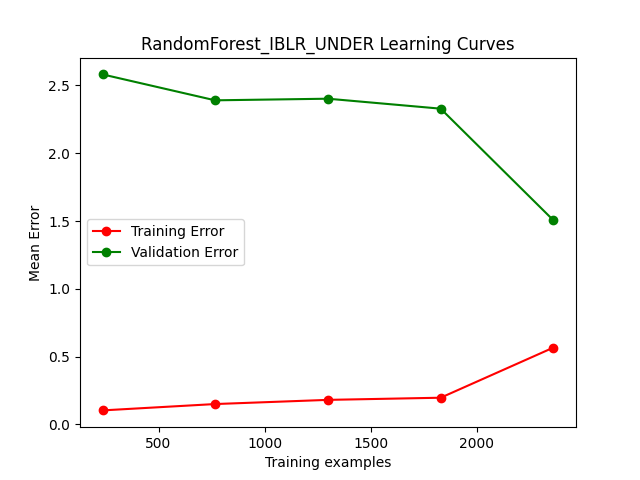 RandomForest_IBLR_UNDER Learning Curves
2.5
2.0
1.5
1.0
0.5
0.0
Mean Error
Training Error
Validation Error
500
1000
1500
2000
Training examples